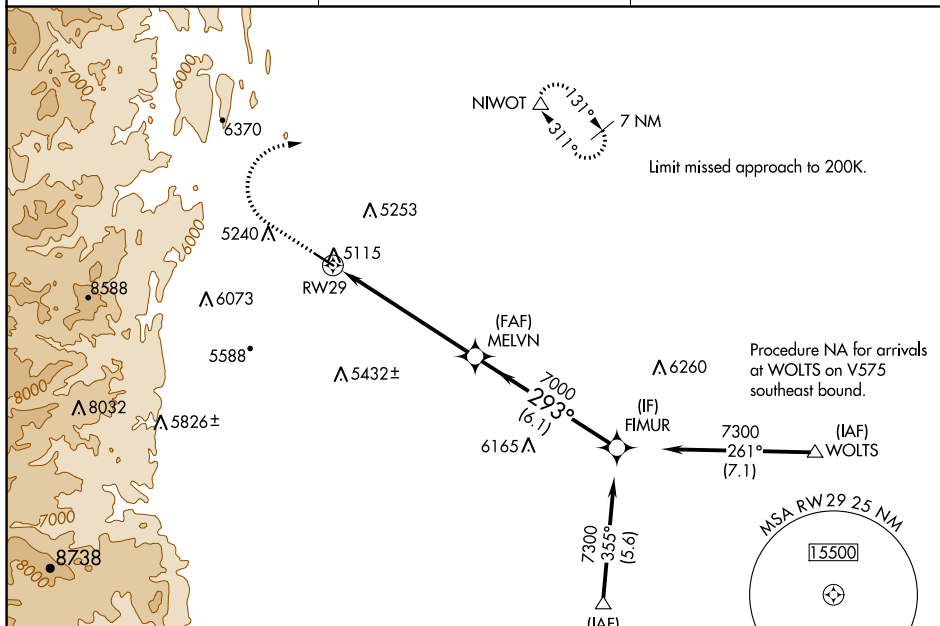 7000
6000
6370
NIWOT
131°
311°
7 NM
Limit missed approach to 200K.
5253
5240
6000
5115
RW29
8588
6073
(FAF)
MELVN
5588
5432±
6260
Procedure NA for arrivals
at WOLTS on V575
southeast bound.
7000
293°
(6.1)
8000
8032
5826±
(IF)
FIMUR
6165
7300
261°
(7.1)
(IAF)
WOLTS
7000
8738
8000
7300
355°
(5.6)
MSA RW29 25 NM
15500
(IAF)